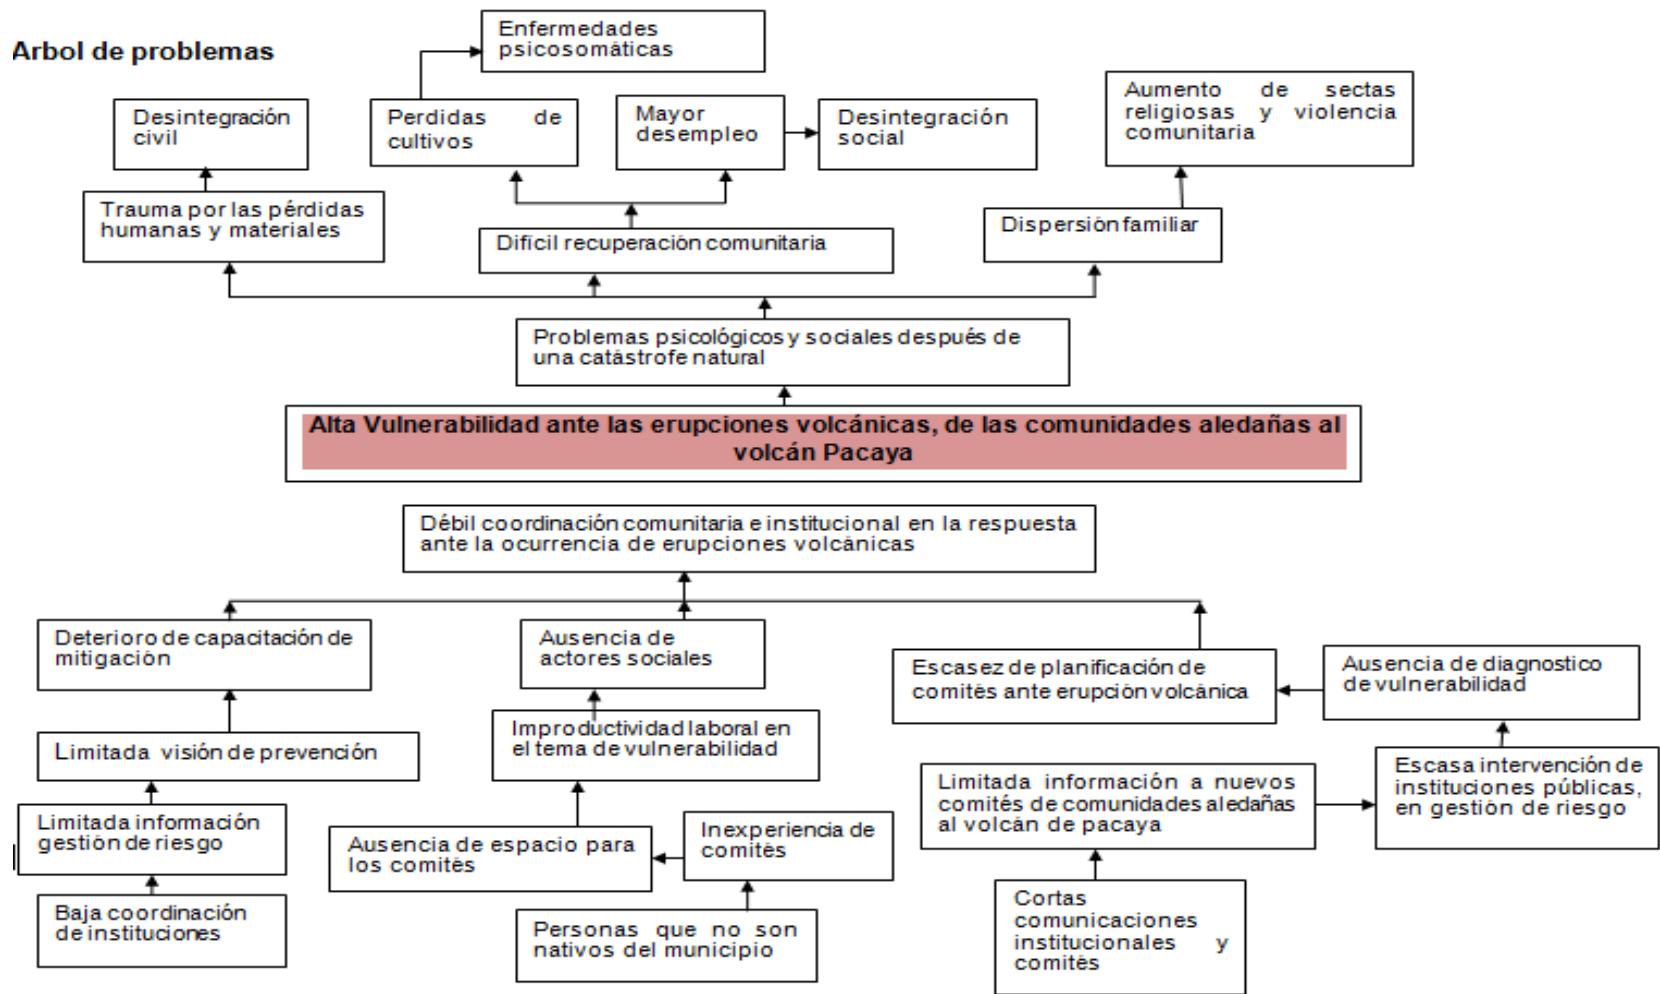 Arbol de problemas
Enfermedades
psicosomáticas
Desintegración
civil
Perdidas de
cultivos
Mayor
desempleo
Desintegración
social
Aumento de sectas
religiosas y violencia
comunitaria
Trauma por las pérdidas
humanas y materiales
Difícil recuperación comunitaria
Dispersión familiar
Problemas psicológicos y sociales después de
una catástrofe natural
Alta Vulnerabilidad ante las erupciones volcánicas, de las comunidades aledañas al
volcán Pacaya
Débil coordinación comunitaria e institucional en la respuesta
ante la ocurrencia de erupciones volcánicas
Deterioro de capacitación de
mitigación
Ausencia de
actores sociales
Escasez de planificación de
comités ante erupción volcánica
Ausencia de diagnostico
de vulnerabilidad
Limitada visión de prevención
Improductividad laboral en
el tema de vulnerabilidad
Limitada información a nuevos
comités de comunidades aledañas
al volcán de pacaya
Escasa intervención de
instituciones públicas,
en gestión de riesgo
Limitada información
gestión de riesgo
Ausencia de espacio para
los comités
Inexperiencia de
comités
Baja coordinación
de instituciones
Personas que no son
nativos del municipio
Cortas
comunicaciones
institucionales y
comités